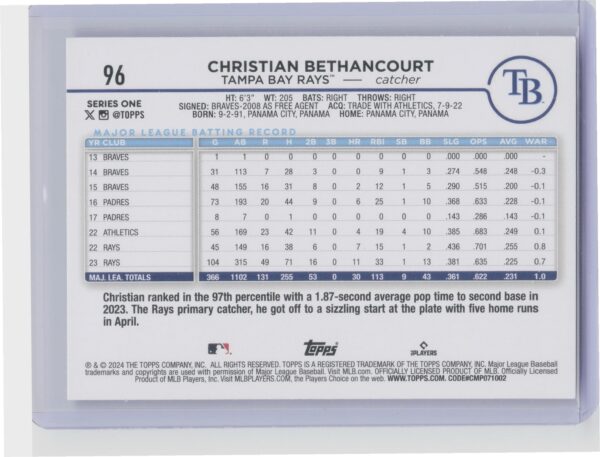 96
CHRISTIAN BETHANCOURT
TAMPA BAY RAYS™ — catcher
TB
SERIES ONE
@TOPPS
HT: 6'3" WT: 205 BATS: RIGHT THROWS: RIGHT
SIGNED: BRAVES-2008 AS FREE AGENT ACQ: TRADE WITH ATHLETICS, 7-9-22
BORN: 9-2-91, PANAMA CITY, PANAMA HOME: PANAMA CITY, PANAMA
MAJOR LEAGUE BATTING RECORD
YR CLUB G AB R H 2B 3B HR RBI SB BB SLG OPS AVG WAR
13 BRAVES 1 1 0 0 0 0 0 0 0 0 .000 .000 .000 -
14 BRAVES 31 113 7 28 3 0 0 9 1 3 .274 .548 .248 -0.3
15 BRAVES 48 155 16 31 8 0 2 12 1 5 .290 .515 .200 -0.1
16 PADRES 73 193 20 44 9 0 6 25 1 10 .368 .633 .228 -0.1
17 PADRES 8 7 0 1 0 0 0 0 0 0 .143 .286 .143 -0.1
22 ATHLETICS 56 169 23 42 11 0 4 19 4 10 .385 .683 .249 0.1
22 RAYS 45 149 16 38 6 0 7 15 1 2 .436 .701 .255 0.8
23 RAYS 104 315 49 71 16 0 11 33 1 13 .381 .635 .225 0.7
MAJ. LEA. TOTALS 366 1102 131 255 53 0 30 113 9 43 .361 .622 .231 1.0
Christian ranked in the 97th percentile with a 1.87-second average pop time to second base in
2023. The Rays primary catcher, he got off to a sizzling start at the plate with five home runs
in April.
topps
PLAYERS
® & © 2024 THE TOPPS COMPANY, INC. ALL RIGHTS RESERVED. TOPPS IS A REGISTERED TRADEMARK OF THE TOPPS COMPANY, INC. Major League Baseball
trademarks and copyrights are used with permission of Major League Baseball. Visit MLB.com. OFFICIALLY LICENSED PRODUCT OF MLB PLAYERS, INC. Officially Licensed
Product of MLB Players, Inc. Visit MLBPLAYERS.COM, the Players Choice on the web. WWW.TOPPS.COM. CODE#CMP071002